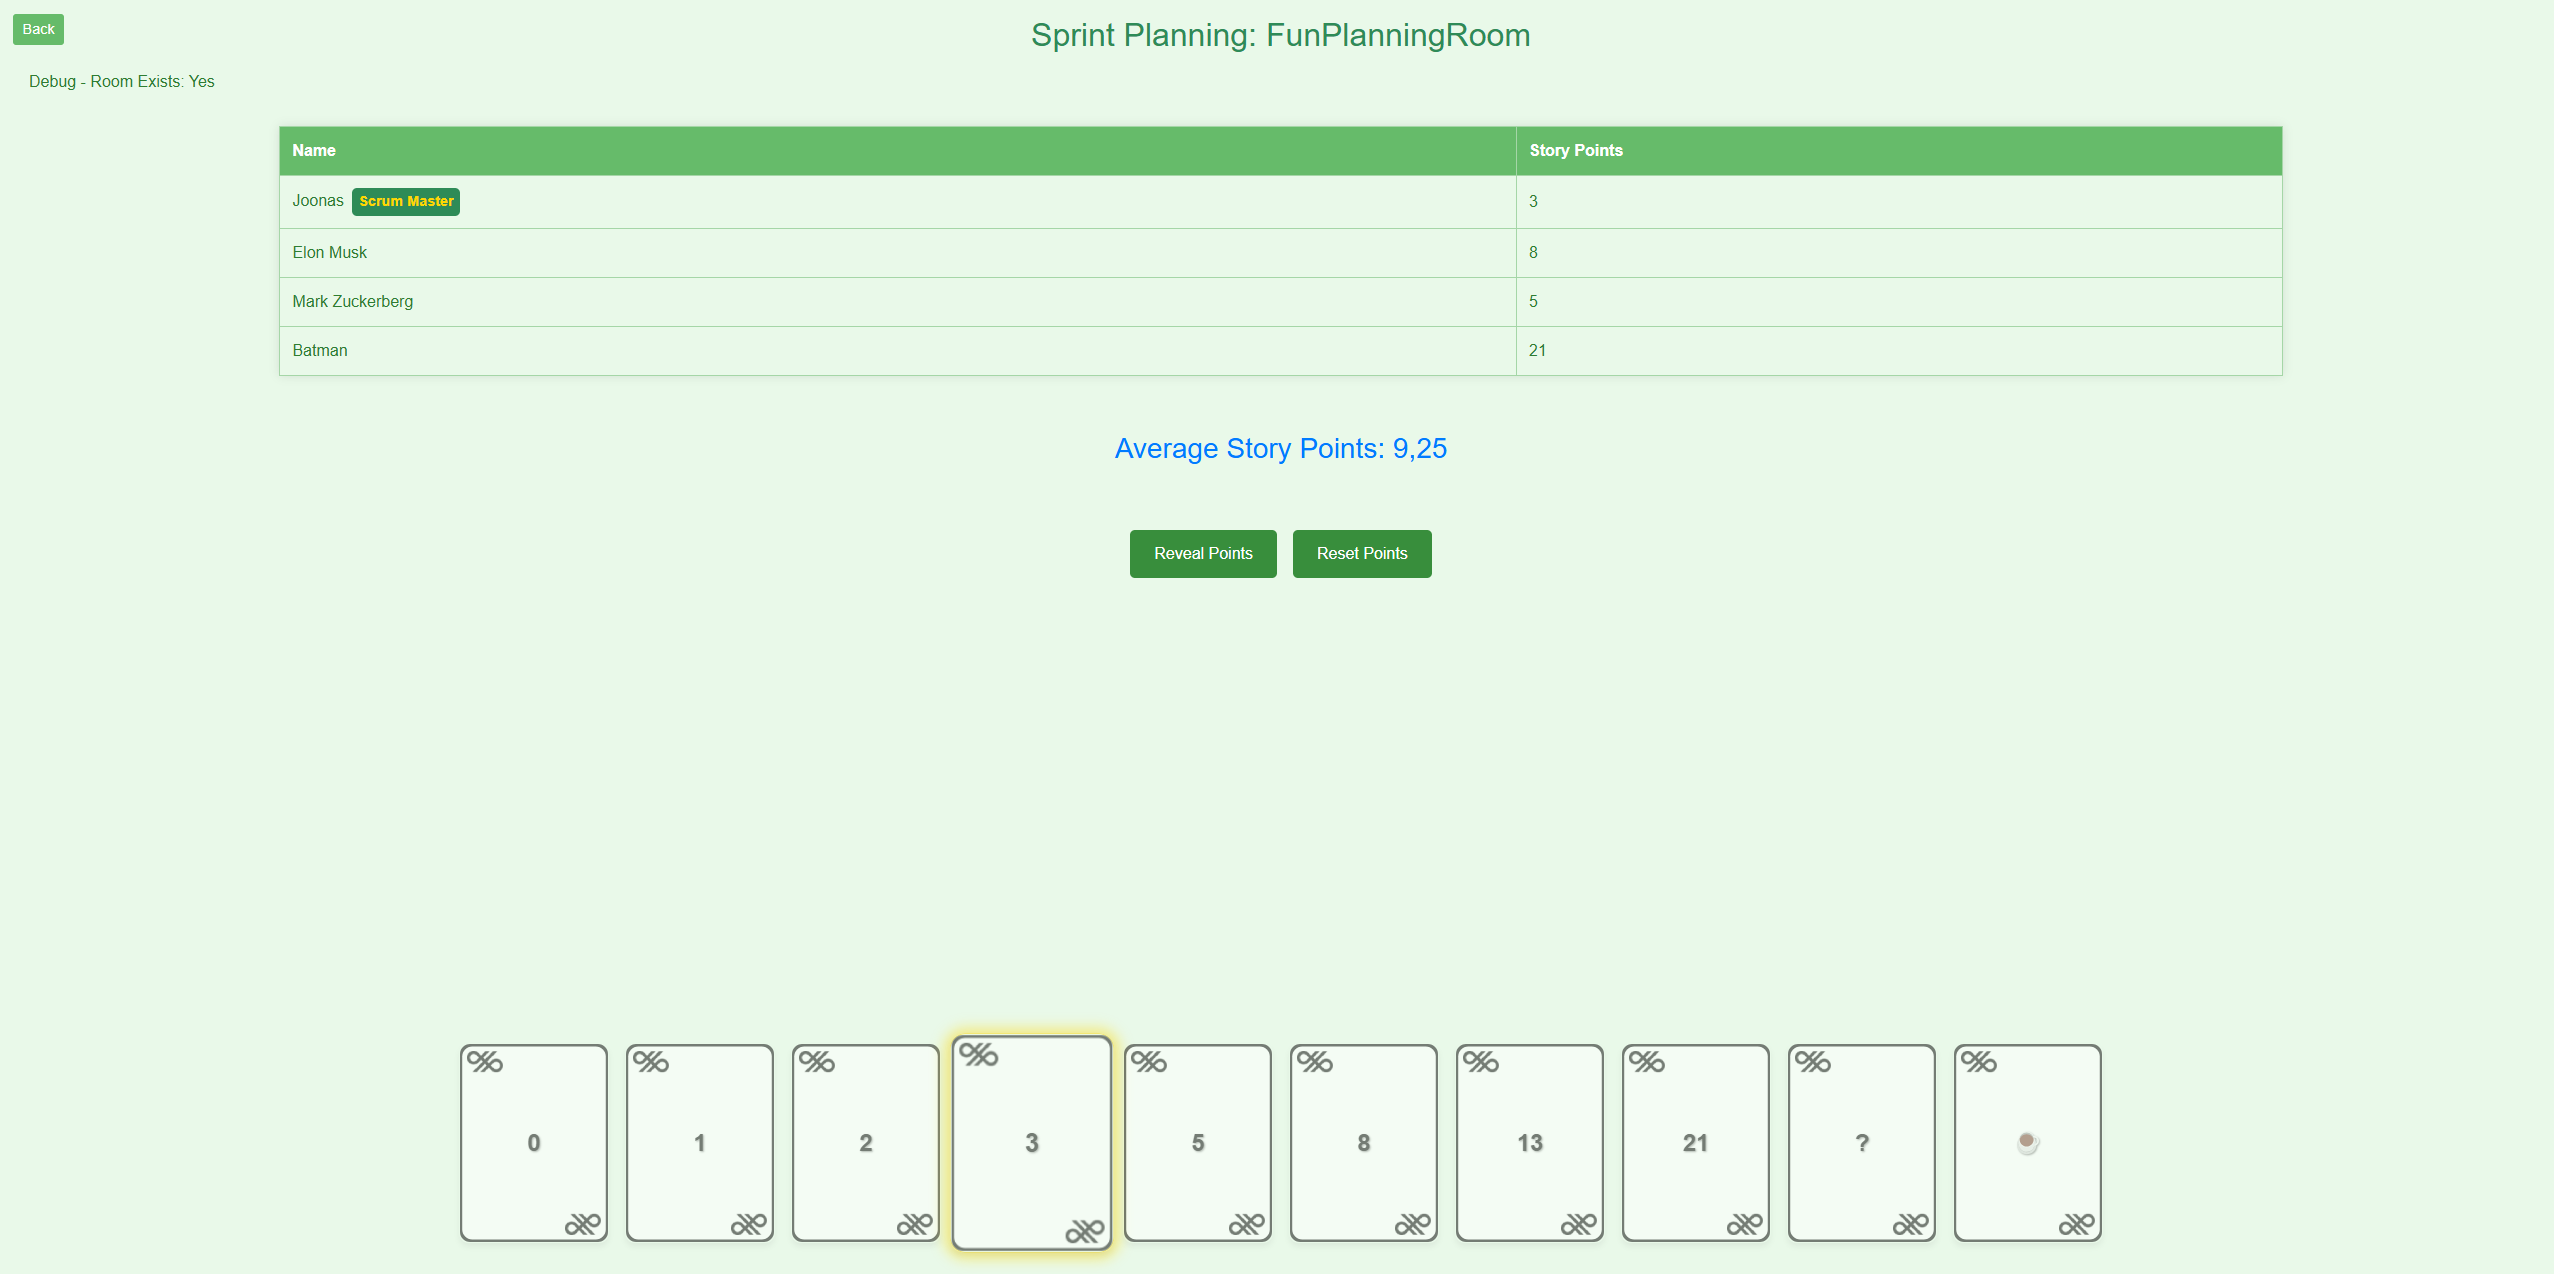 Back
Sprint Planning: FunPlanningRoom
Debug - Room Exists: Yes
Name Story Points
Joonas Scrum Master 3
Elon Musk 8
Mark Zuckerberg 5
Batman 21
Average Story Points: 9,25
Reveal Points Reset Points
0 1 2 3 5 8 13 21 ?